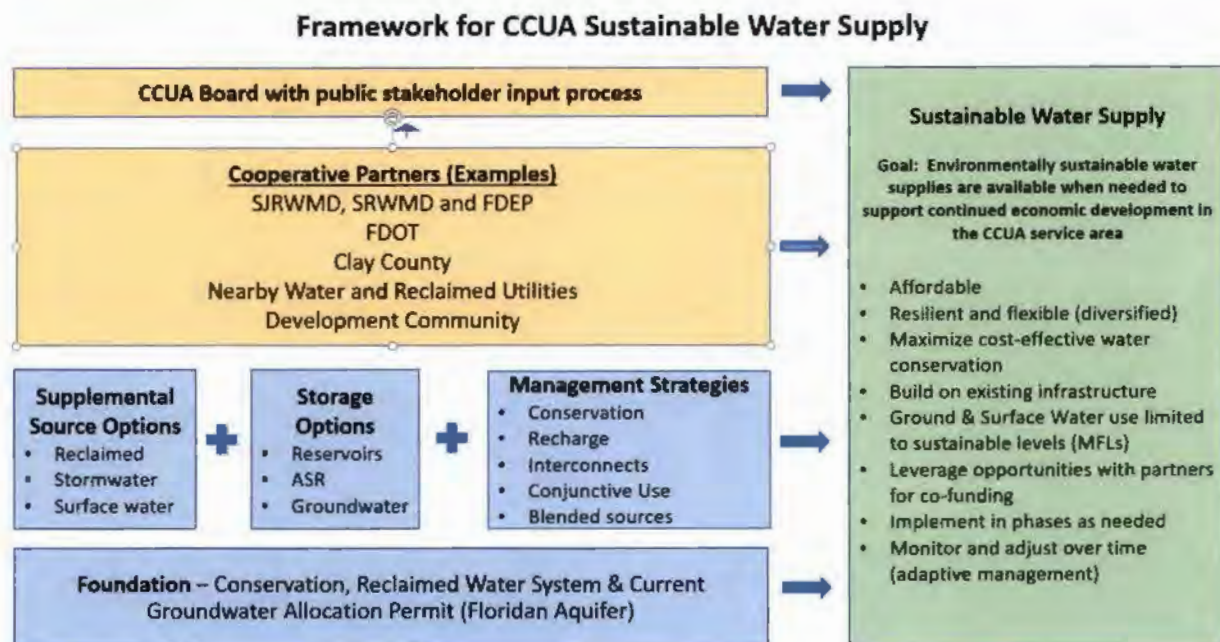 Framework for CCUA Sustainable Water Supply
CCUA Board with public stakeholder input process
Cooperative Partners (Examples)
SJRWMD, SRWMD and FDEP
FDOT
Clay County
Nearby Water and Reclaimed Utilities
Development Community
Supplemental
Source Options
• Reclaimed
• Stormwater
• Surface water
Storage
Options
• Reservoirs
• ASR
• Groundwater
Management Strategies
• Conservation
• Recharge
• Interconnects
• Conjunctive Use
• Blended sources
Foundation – Conservation, Reclaimed Water System & Current
Groundwater Allocation Permit (Floridan Aquifer)
Sustainable Water Supply
Goal: Environmentally sustainable water
supplies are available when needed to
support continued economic development in
the CCUA service area
• Affordable
• Resilient and flexible (diversified)
• Maximize cost-effective water
conservation
• Build on existing infrastructure
• Ground & Surface Water use limited
to sustainable levels (MFLs)
• Leverage opportunities with partners
for co-funding
• Implement in phases as needed
• Monitor and adjust over time
(adaptive management)